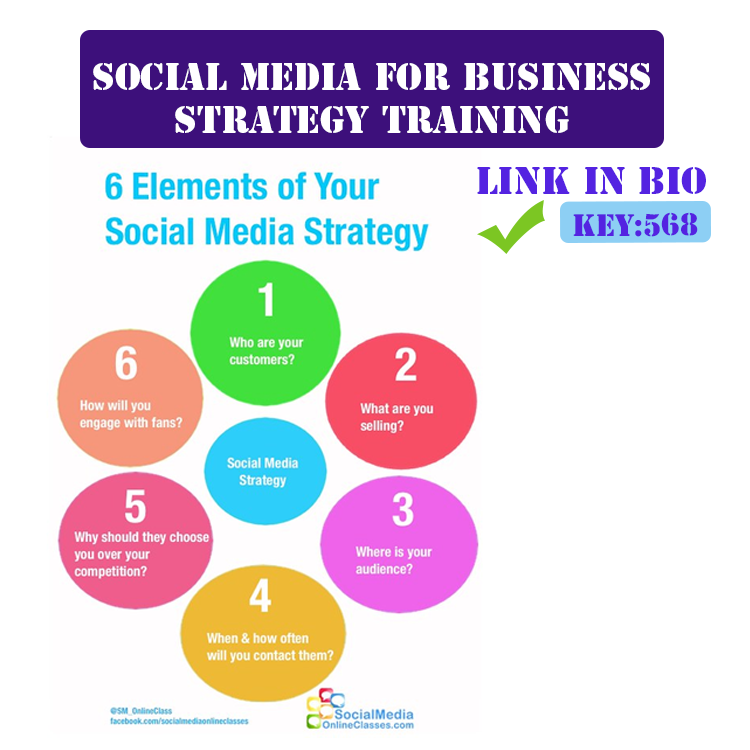 SOCIAL MEDIA FOR BUSINESS
STRATEGY TRAINING
6 Elements of Your
Social Media Strategy
LINK IN BIO
KEY:568
1
Who are your
customers?
2
What are you
selling?
3
Where is your
audience?
4
When & how often
will you contact them?
5
Why should they choose
you over your
competition?
6
How will you
engage with fans?
Social Media
Strategy
@SM_OnlineClass
facebook.com/socialmediaonlineclasses
SocialMedia
OnlineClasses.com